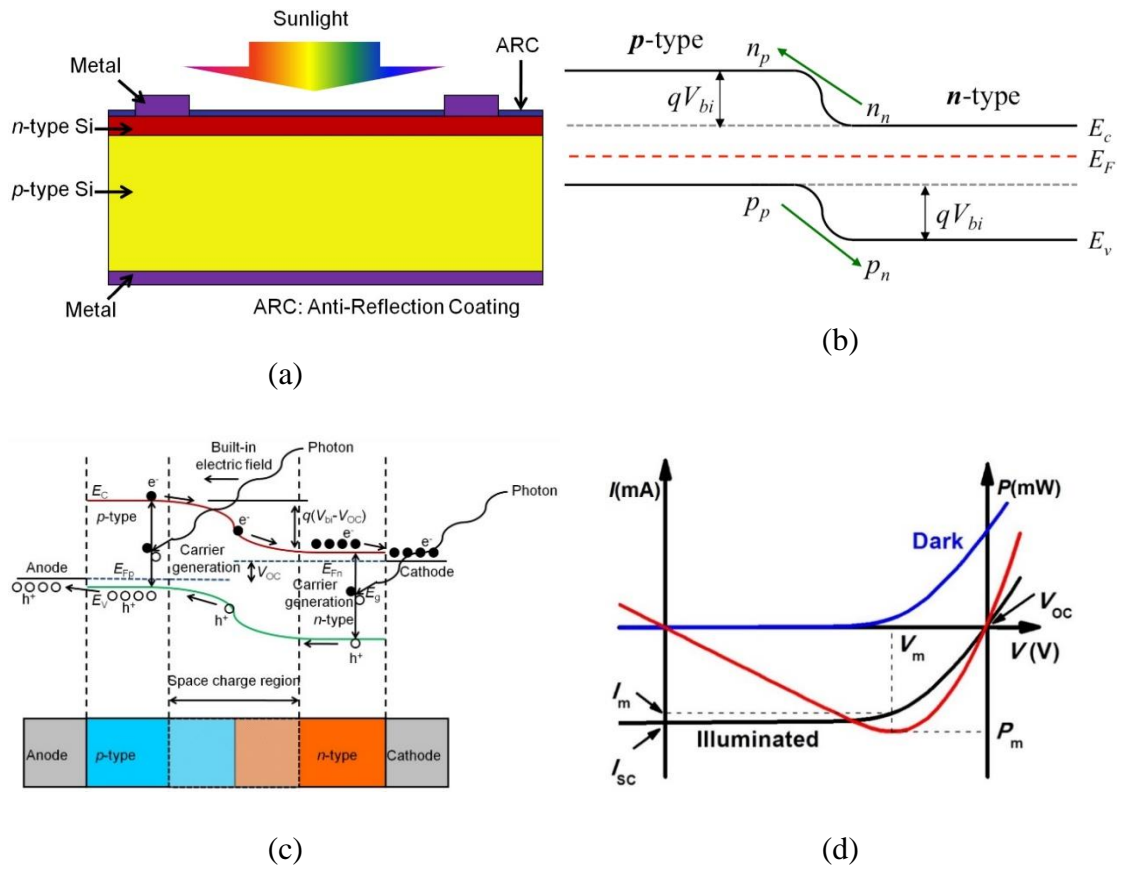 Sunlight
ARC
Metal
n-type Si
p-type Si
Metal
ARC: Anti-Reflection Coating
(a)
p-type
n_p
qV_bi
n_n
n-type
E_c
E_F
p_p
qV_bi
p_n
E_v
(b)
Built-in
electric field
Photon
Photon
e-
E_C
p-type
e-
q(V_bi-V_OC)
e-
e-
Anode
E_Fp
Carrier
generation
V_OC
E_Fn
Cathode
Carrier
generation
E_g
n-type
h+
E_V
h+
h+
h+
Space charge region
Anode
p-type
n-type
Cathode
(c)
I(mA)
P(mW)
Dark
V_OC
V_m
V(V)
I_m
Illuminated
P_m
I_SC
(d)